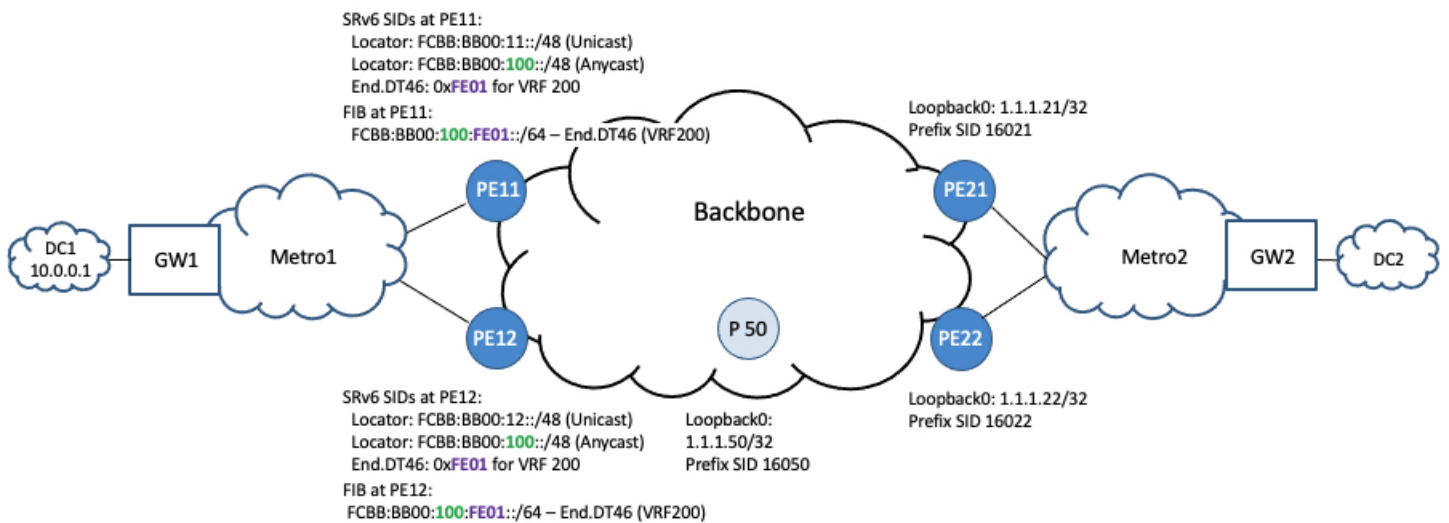 SRv6 SIDs at PE11:
Locator: FCBB:BB00:11::/48 (Unicast)
Locator: FCBB:BB00:100::/48 (Anycast)
End.DT46: 0xFE01 for VRF 200
FIB at PE11:
FCBB:BB00:100:FE01::/64 – End.DT46 (VRF200)
Loopback0: 1.1.1.21/32
Prefix SID 16021
PE11
PE21
Backbone
DC1
10.0.0.1
GW1
Metro1
Metro2
GW2
DC2
PE12
P 50
PE22
SRv6 SIDs at PE12:
Locator: FCBB:BB00:12::/48 (Unicast)
Locator: FCBB:BB00:100::/48 (Anycast)
End.DT46: 0xFE01 for VRF 200
FIB at PE12:
FCBB:BB00:100:FE01::/64 – End.DT46 (VRF200)
Loopback0:
1.1.1.50/32
Prefix SID 16050
Loopback0: 1.1.1.22/32
Prefix SID 16022